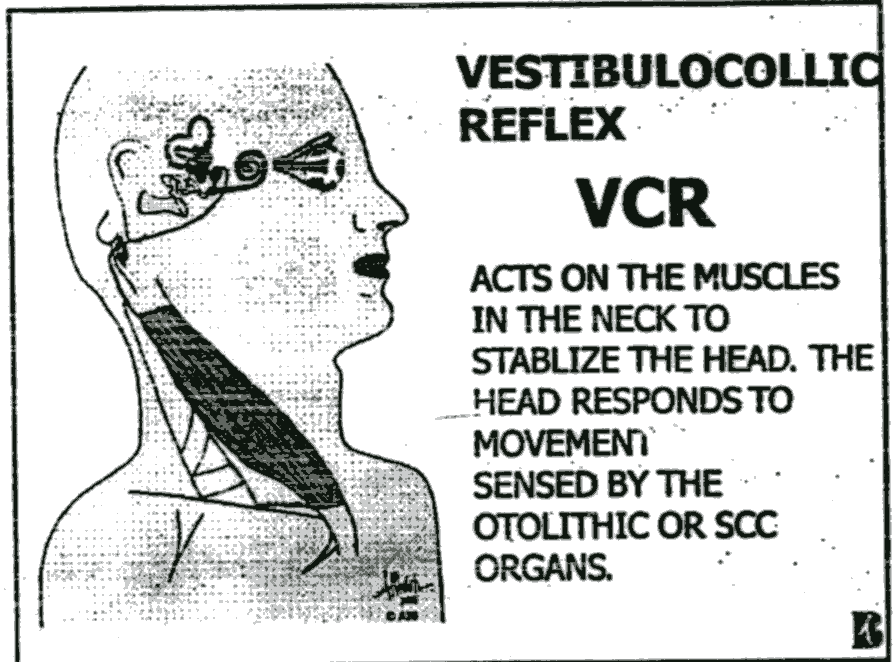 VESTIBULOCOLLIC
REFLEX
VCR
ACTS ON THE MUSCLES
IN THE NECK TO
STABLIZE THE HEAD. THE
HEAD RESPONDS TO
MOVEMENT
SENSED BY THE
OTOLITHIC OR SCC
ORGANS.